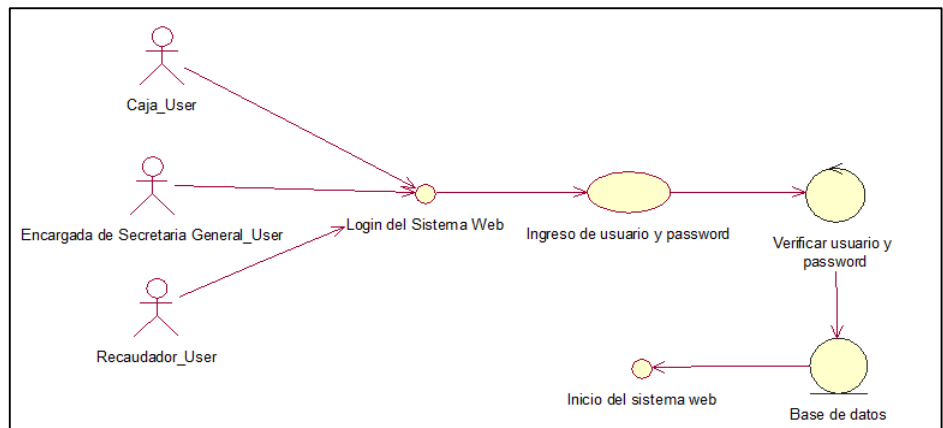 Caja_User
Encargada de Secretaria General_User
Login del Sistema Web
Ingreso de usuario y password
Verificar usuario y
password
Recaudador_User
Inicio del sistema web
Base de datos